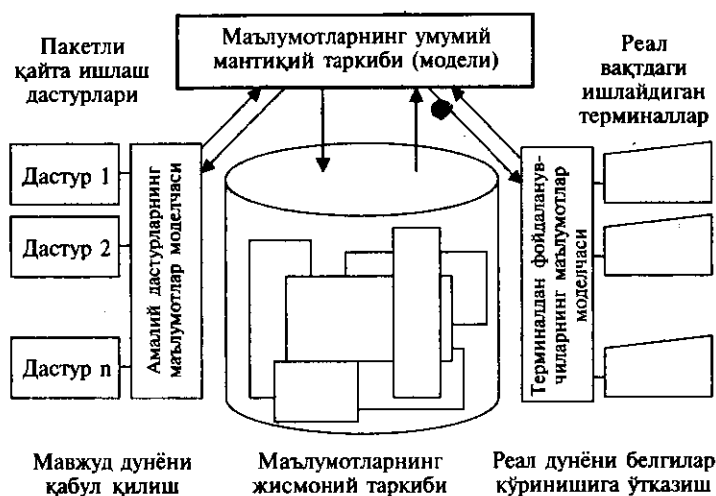 Пакетли
қайта ишлаш
дастурлари
Маълумотларнинг умумий
мантиқий таркиби (модели)
Реал
вақтдаги
ишлайдиган
терминаллар
Дастур 1
Дастур 2
Дастур n
Амалий дастурларнинг
маълумотлар моделчаси
Терминалдан фойдаланув-
чиларнинг маълумотлар
моделчаси
Мавжуд дунёни
қабул қилиш
Маълумотларнинг
жисмоний таркиби
Реал дунёни белгилар
кўринишига ўтказиш